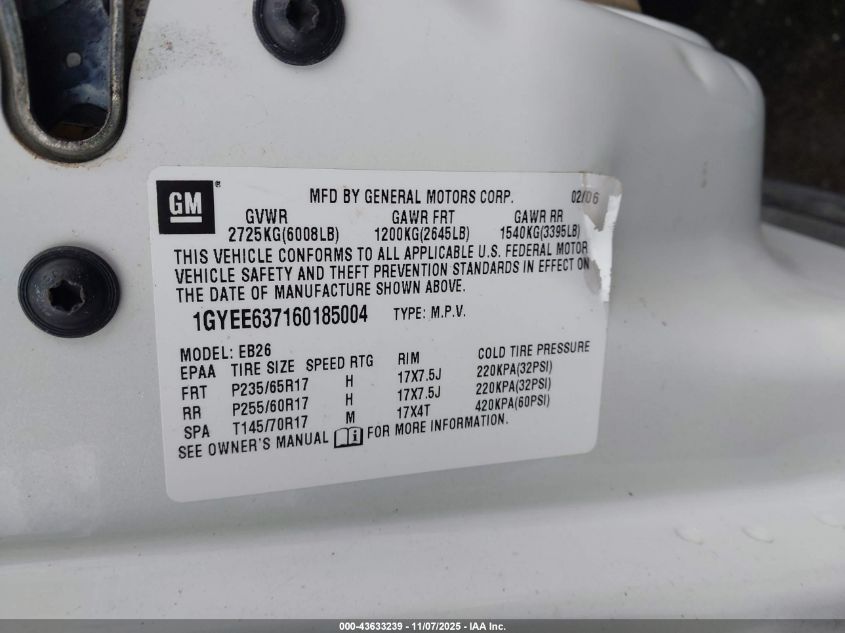 GM ® MFD BY GENERAL MOTORS CORP. 02/06
GVWR GAWR FRT GAWR RR
2725KG(6008LB) 1200KG(2645LB) 1540KG(3395LB)
THIS VEHICLE CONFORMS TO ALL APPLICABLE U.S. FEDERAL MOTOR
VEHICLE SAFETY AND THEFT PREVENTION STANDARDS IN EFFECT ON
THE DATE OF MANUFACTURE SHOWN ABOVE.
1GYEE637160185004 TYPE: M.P.V.
MODEL: EB26
EPAA TIRE SIZE SPEED RTG RIM COLD TIRE PRESSURE
FRT P235/65R17 H 17X7.5J 220KPA(32PSI)
RR P255/60R17 H 17X7.5J 220KPA(32PSI)
SPA T145/70R17 M 17X4T 420KPA(60PSI)
SEE OWNER'S MANUAL FOR MORE INFORMATION.
000-43633239 - 11/07/2025 - IAA Inc.